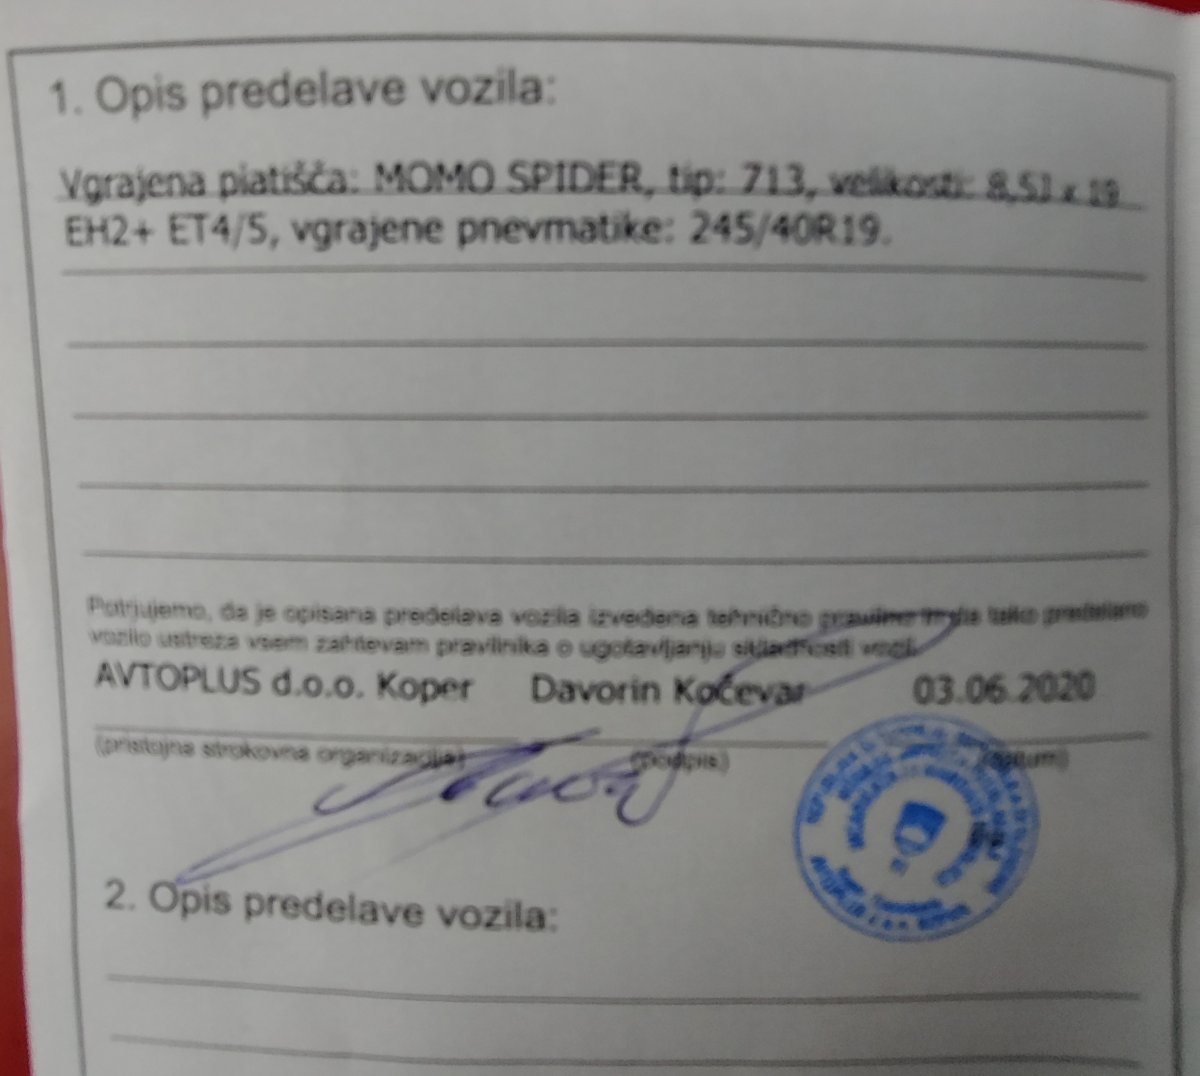 1. Opis predelave vozila:
Vgrajena platišča: MOMO SPIDER, tip: 713, velikosti: 8,5J x 19
EH2+ ET4/5, vgrajene pnevmatike: 245/40R19.
Potrjujemo, da je opisana predelava vozila izvedena tehnično pravilno in da tako predelano
vozilo ustreza vsem zahtevam pravilnika o ugotavljanju skladnosti vozil.
AVTOPLUS d.o.o. Koper Davorin Kočevar 03.06.2020
(pristojna strokovna organizacija) (podpis) (datum)
2. Opis predelave vozila: